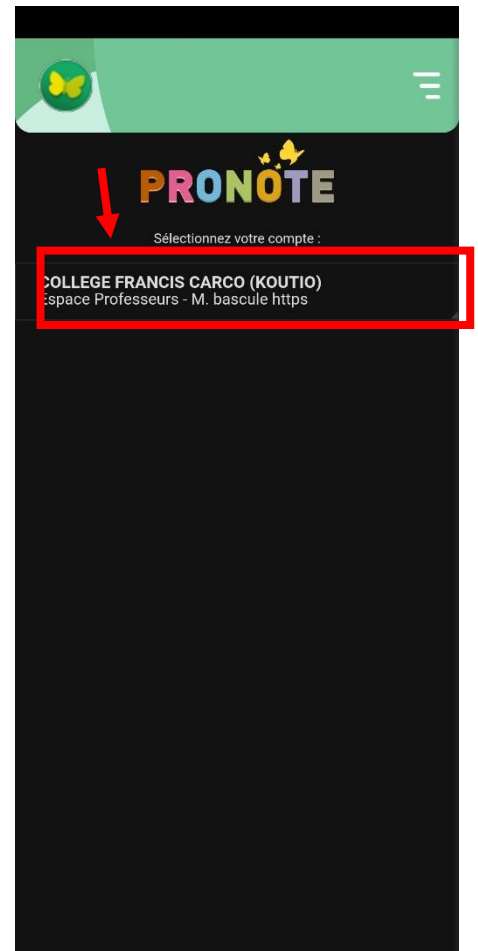 PRONOTE
Sélectionnez votre compte :
COLLEGE FRANCIS CARCO (KOUTIO)
Espace Professeurs - M. bascule https